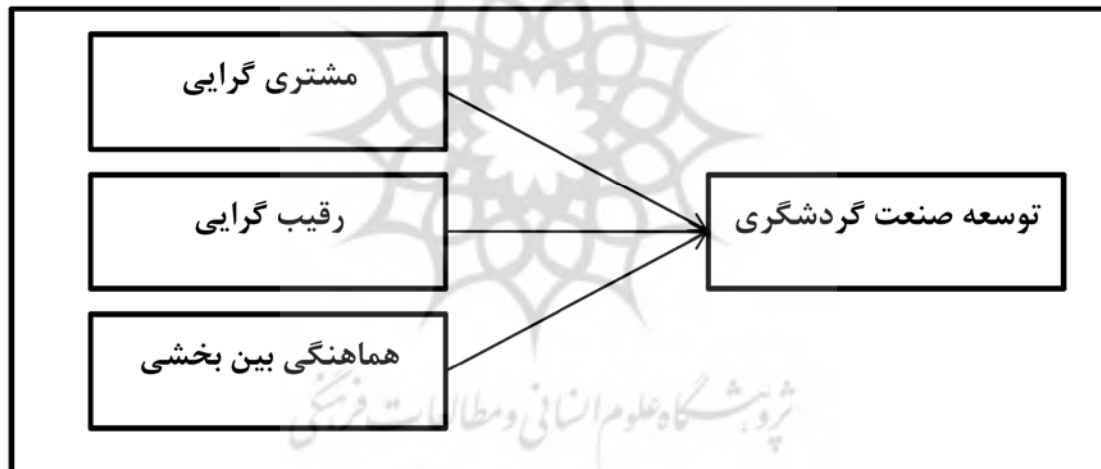 مشتری گرایی
رقیب گرایی
توسعه صنعت گردشگری
هماهنگی بین بخشی
پژوهشگاه علوم انسانی و مطالعات فرهنگی